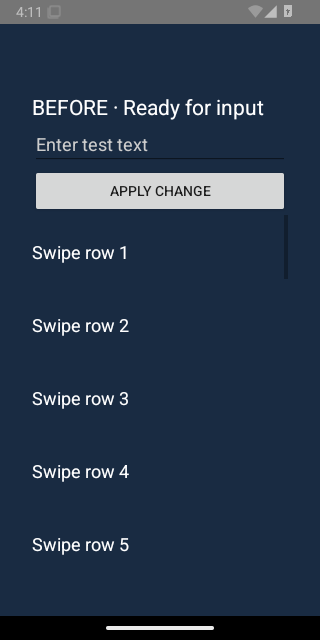 4:11
BEFORE · Ready for input
Enter test text
APPLY CHANGE
Swipe row 1
Swipe row 2
Swipe row 3
Swipe row 4
Swipe row 5